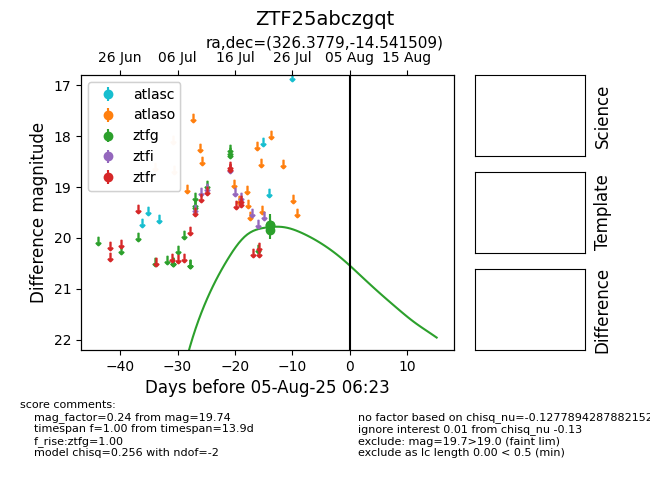 ZTF25abczgqt
ra,dec=(326.3779,-14.541509)
26 Jun 06 Jul 16 Jul 26 Jul 05 Aug 15 Aug
17
18
19
20
21
22
Difference magnitude
atlasc
atlaso
ztfg
ztfi
ztfr
−40 −30 −20 −10 0 10
Days before 05-Aug-25 06:23
Science
Template
Difference
score comments:
mag_factor=0.24 from mag=19.74
timespan f=1.00 from timespan=13.9d
f_rise:ztfg=1.00
model chisq=0.256 with ndof=-2
no factor based on chisq_nu=-0.1277894287882152
ignore interest 0.01 from chisq_nu -0.13
exclude: mag=19.7>19.0 (faint lim)
exclude as lc length 0.00 < 0.5 (min)